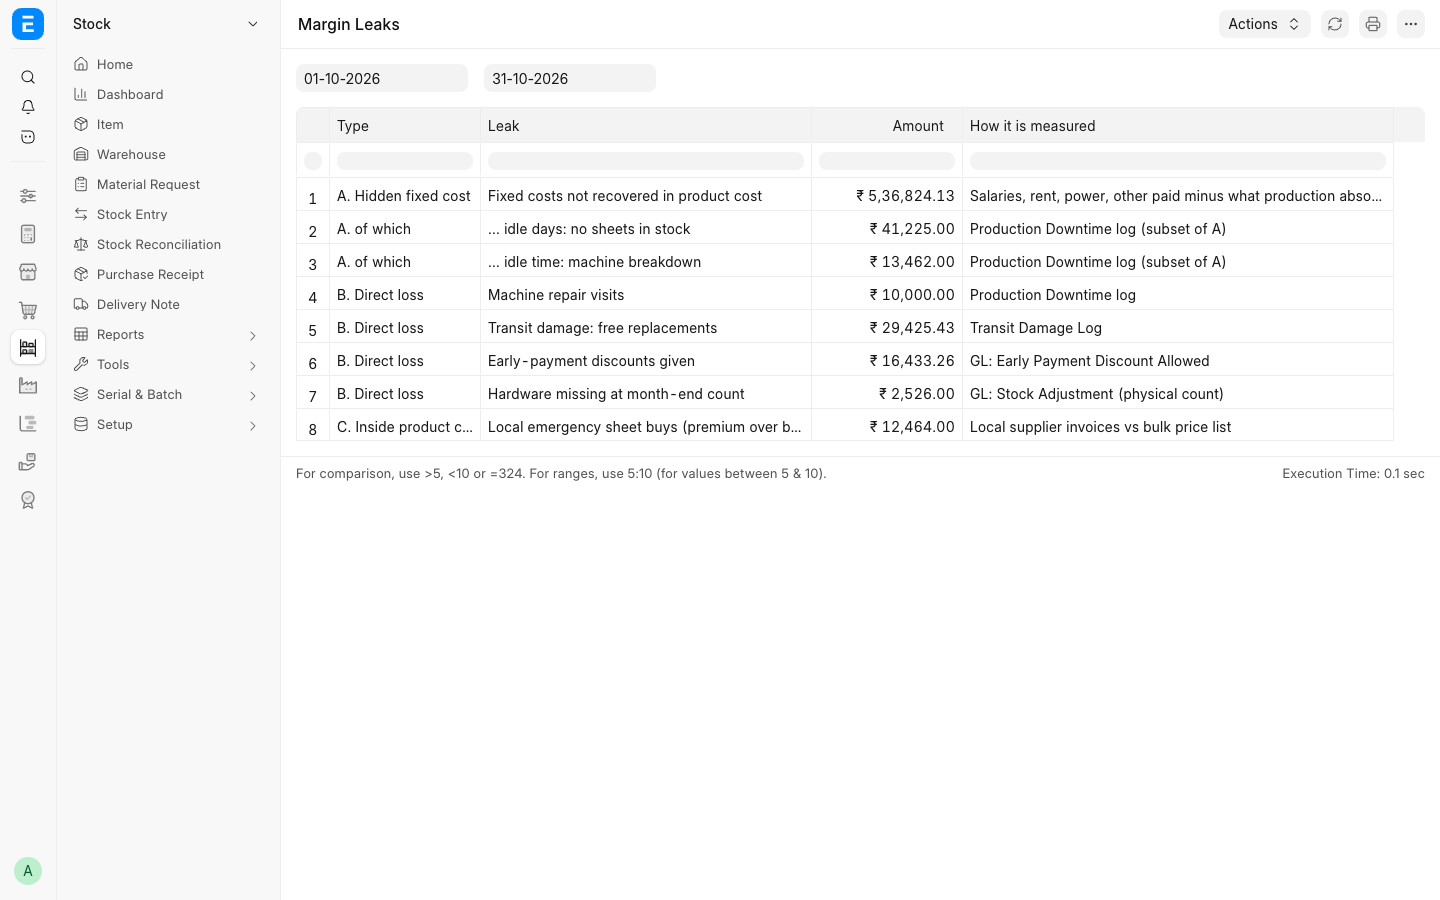 Stock
Home
Dashboard
Item
Warehouse
Material Request
Stock Entry
Stock Reconciliation
Purchase Receipt
Delivery Note
Reports
Tools
Serial & Batch
Setup
A
Margin Leaks
Actions
01-10-2026 31-10-2026
Type Leak Amount How it is measured
1 A. Hidden fixed cost Fixed costs not recovered in product cost ₹ 5,36,824.13 Salaries, rent, power, other paid minus what production abso...
2 A. of which ... idle days: no sheets in stock ₹ 41,225.00 Production Downtime log (subset of A)
3 A. of which ... idle time: machine breakdown ₹ 13,462.00 Production Downtime log (subset of A)
4 B. Direct loss Machine repair visits ₹ 10,000.00 Production Downtime log
5 B. Direct loss Transit damage: free replacements ₹ 29,425.43 Transit Damage Log
6 B. Direct loss Early-payment discounts given ₹ 16,433.26 GL: Early Payment Discount Allowed
7 B. Direct loss Hardware missing at month-end count ₹ 2,526.00 GL: Stock Adjustment (physical count)
8 C. Inside product c... Local emergency sheet buys (premium over b... ₹ 12,464.00 Local supplier invoices vs bulk price list
For comparison, use >5, <10 or =324. For ranges, use 5:10 (for values between 5 & 10). Execution Time: 0.1 sec